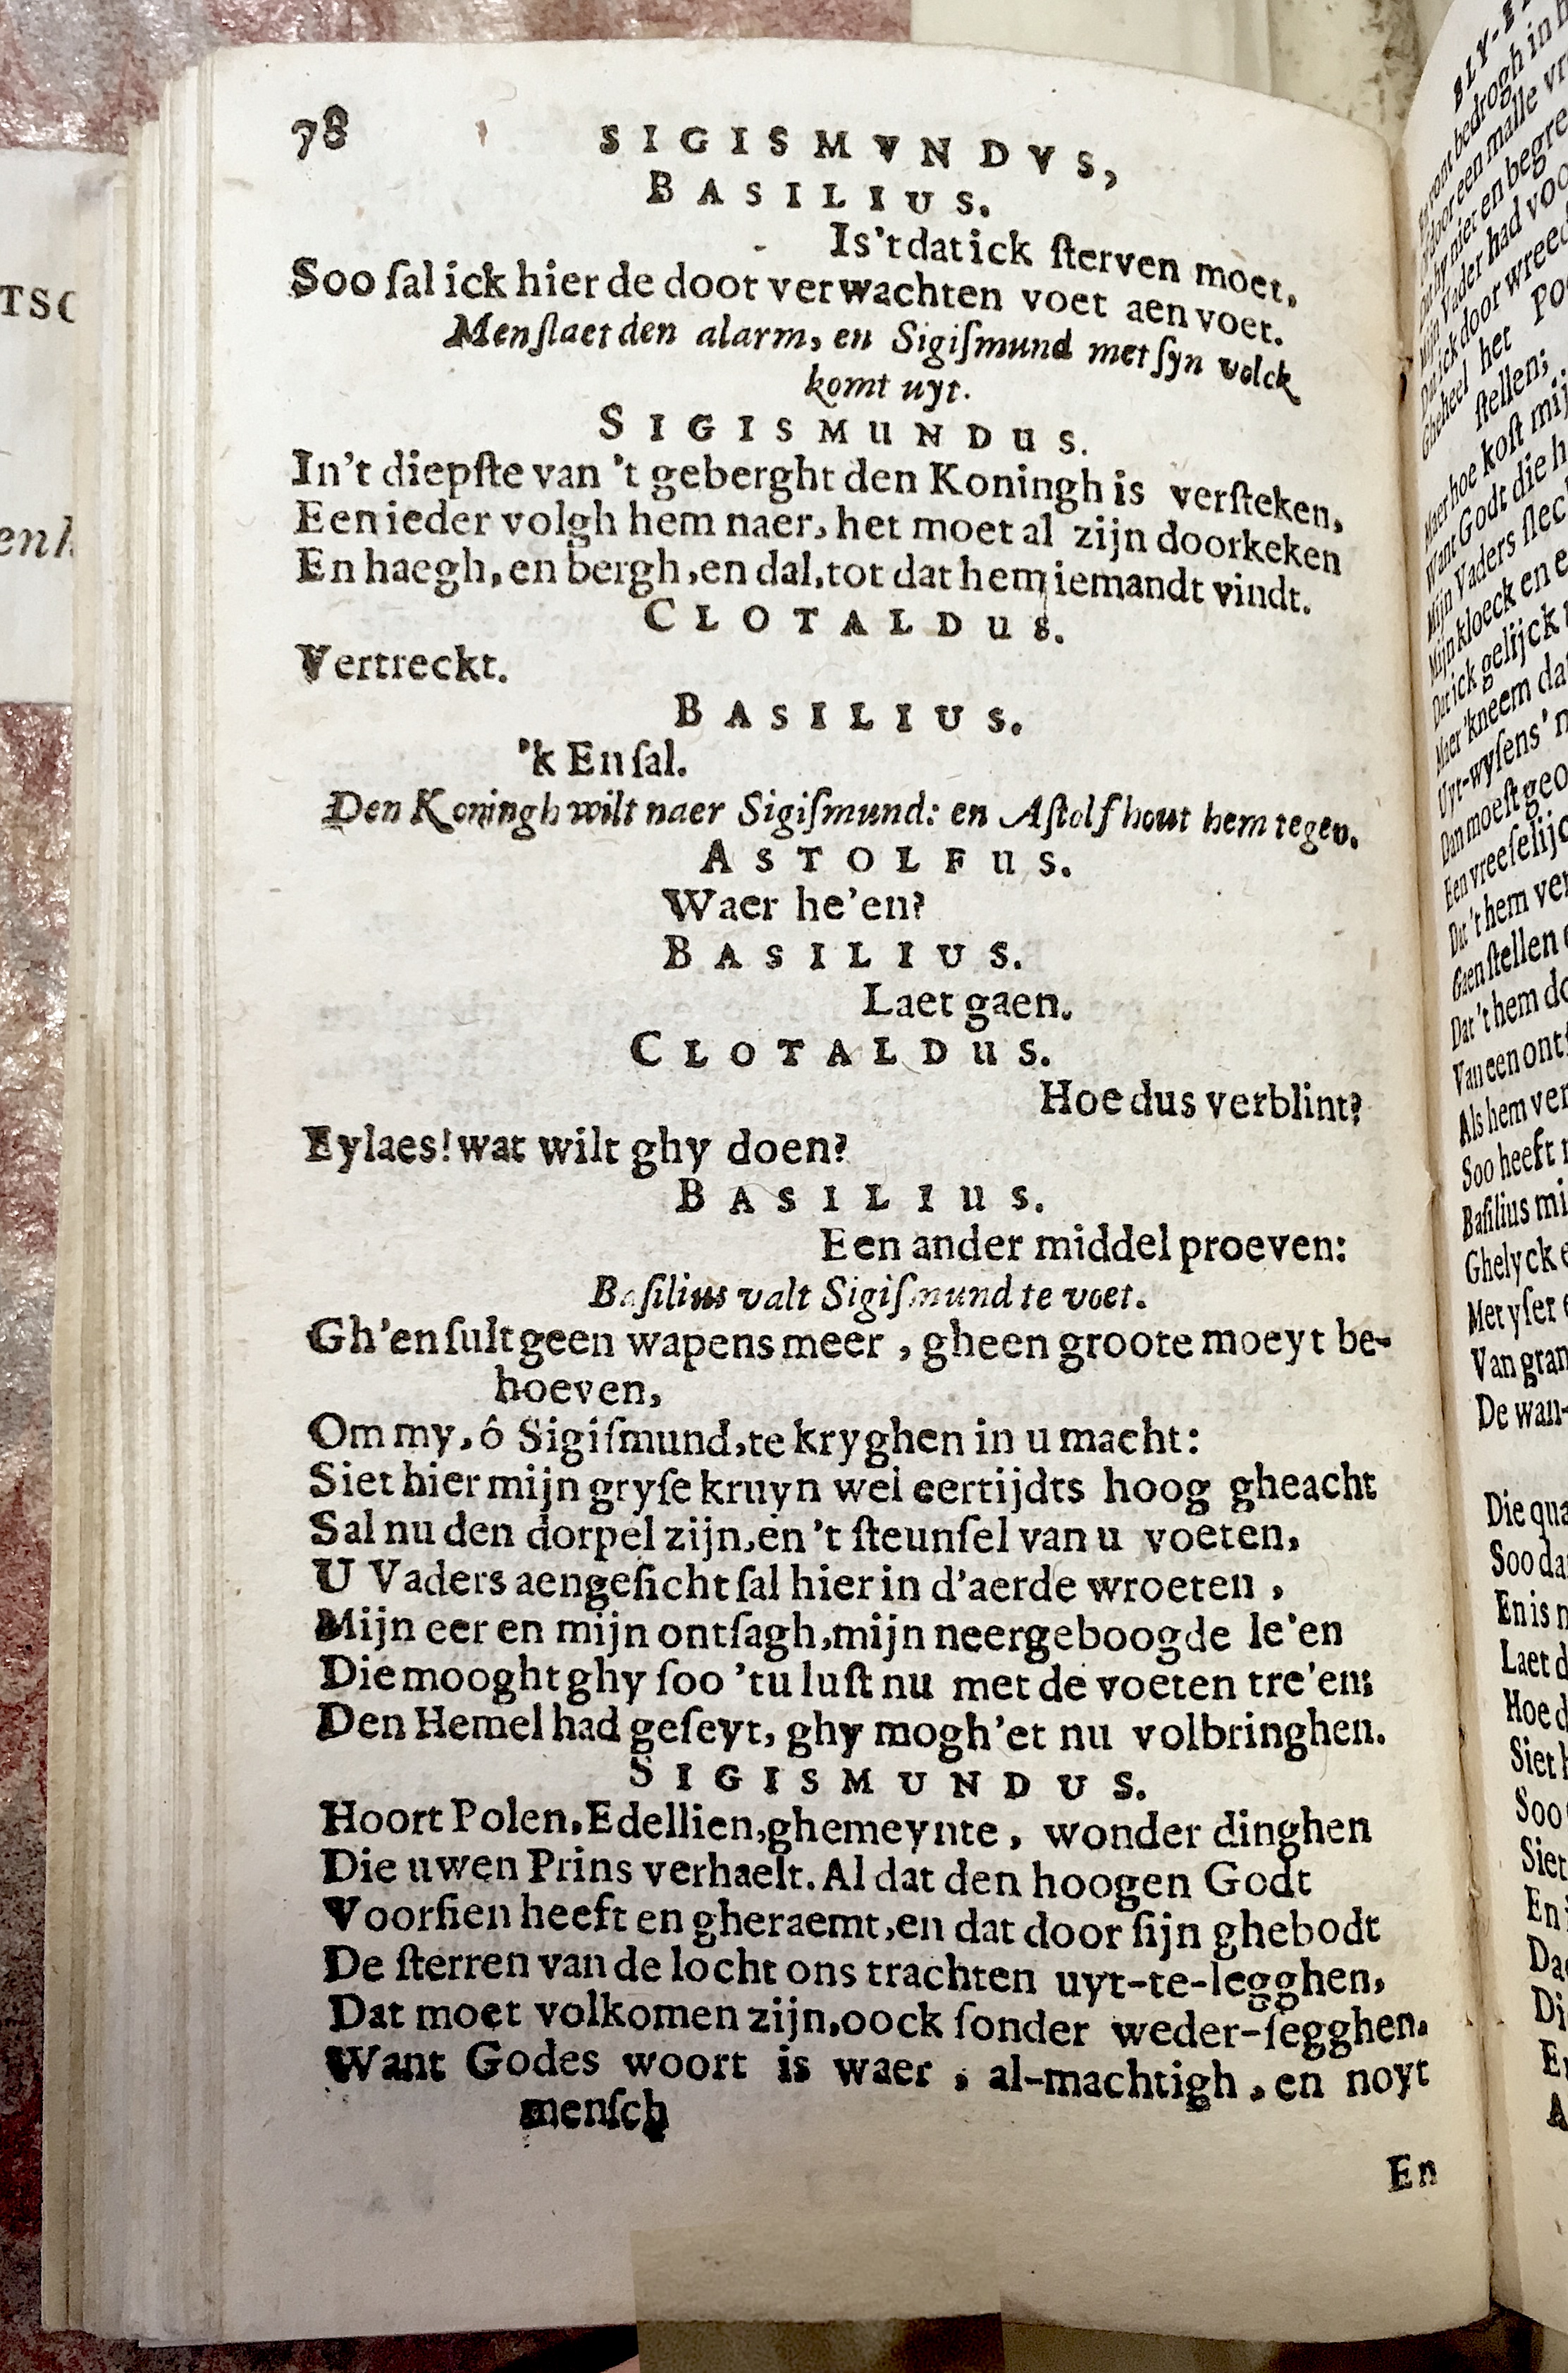 78
SIGISMVNDVS,
BASILIUS.
Is't dat ick ſterven moet,
Soo ſal ick hier de doot verwachten voet aen voet.
Men ſlaet den alarm, en Sigiſmund met ſyn volck
komt uyt.
SIGISMUNDUS.
In't diepſte van 't geberght den Koningh is verſteken,
Een ieder volgh hem naer, het moet al zijn doorkeken
En haegh, en bergh, en dal, tot dat hem iemandt vindt.
CLOTALDUS.
Vertreckt.
BASILIUS.
'k En ſal.
Den Koningh wilt naer Sigiſmund: en Aſtolf hout hem tegen.
ASTOLFUS.
Waer he'en?
BASILIUS.
Laet gaen.
CLOTALDUS.
Hoe dus verblint?
Eylaes! wat wilt ghy doen?
BASILIUS.
Een ander middel proeven:
Baſilius valt Sigiſmund te voet.
Gh'en ſult geen wapens meer, gheen groote moeyt be-
hoeven,
Om my, ô Sigiſmund, te kryghen in u macht:
Siet hier mijn gryſe kruyn wel eertijdts hoog gheacht
Sal nu den dorpel zijn, en 't ſteunſel van u voeten,
U Vaders aengeſicht ſal hier in d'aerde wroeten,
Mijn eer en mijn ontſagh, mijn neergeboogde le'en
Die mooght ghy ſoo 't u luſt nu met de voeten tre'en;
Den Hemel had geſeyt, ghy mogh'et nu volbringhen.
SIGISMUNDUS.
Hoort Polen, Edellien, ghemeynte, wonder dinghen
Die uwen Prins verhaelt. Al dat den hoogen Godt
Voorſien heeft en gheraemt, en dat door ſijn ghebodt
De ſterren van de locht ons trachten uyt-te-legghen,
Dat moet volkomen zijn, oock ſonder weder-ſegghen.
Want Godes woort is waer, al-machtigh, en noyt
menſch
En